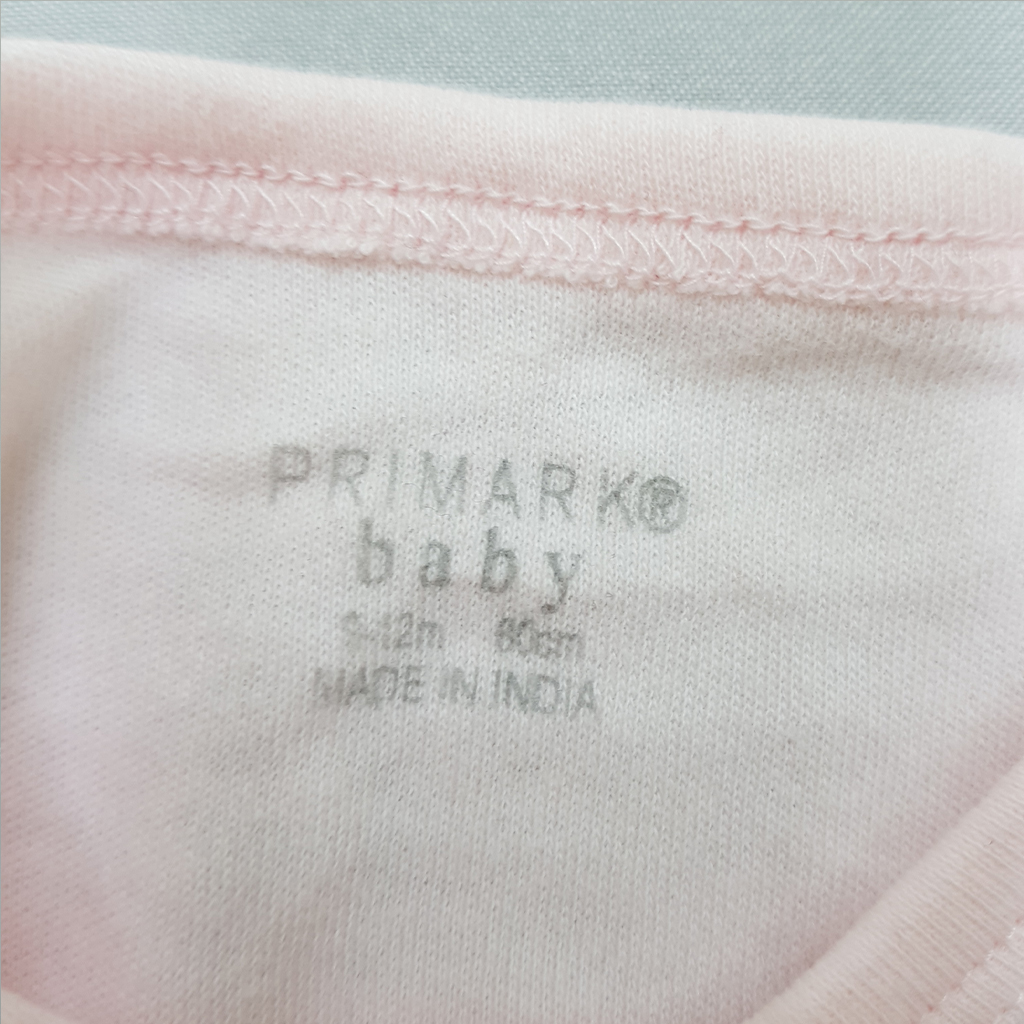 PRIMARK®
baby
9-12m 80cm
MADE IN INDIA